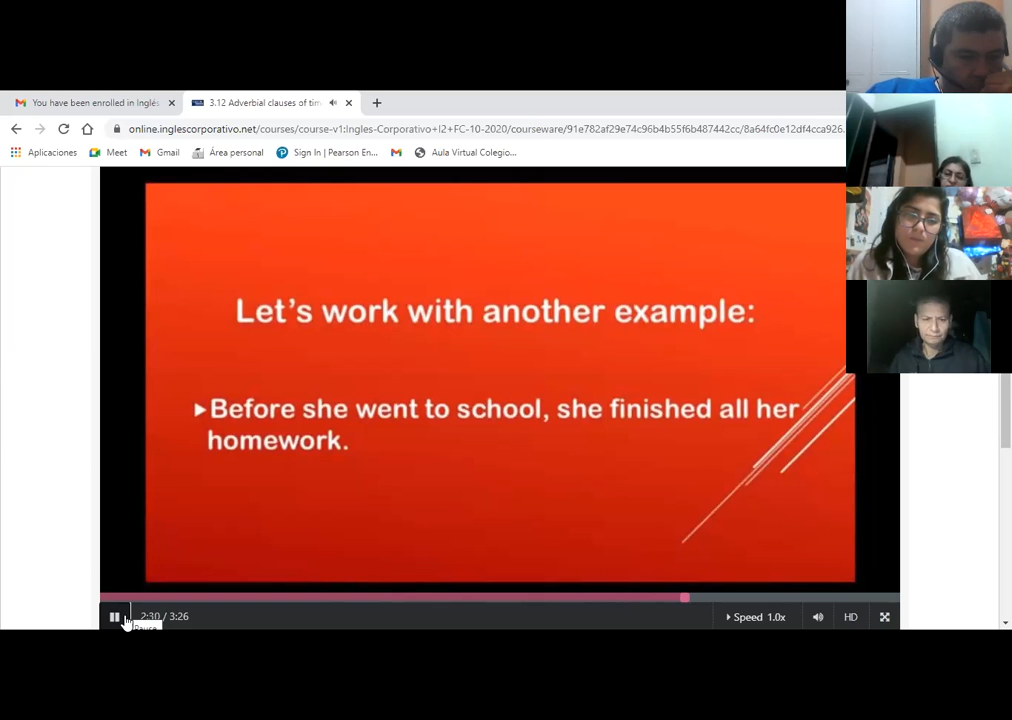 You have been enrolled in Inglés
3.12 Adverbial clauses of tim
online.inglescorporativo.net/courses/course-v1:Ingles-Corporativo+I2+FC-10-2020/courseware/91e782af29e74c96b4b55f6b487442cc/8a64fc0e12df4cca926
Aplicaciones Meet Gmail Área personal Sign In | Pearson En... Aula Virtual Colegio...
Let's work with another example:
Before she went to school, she finished all her
homework.
2:30 / 3:26 Speed 1.0x HD
Pause